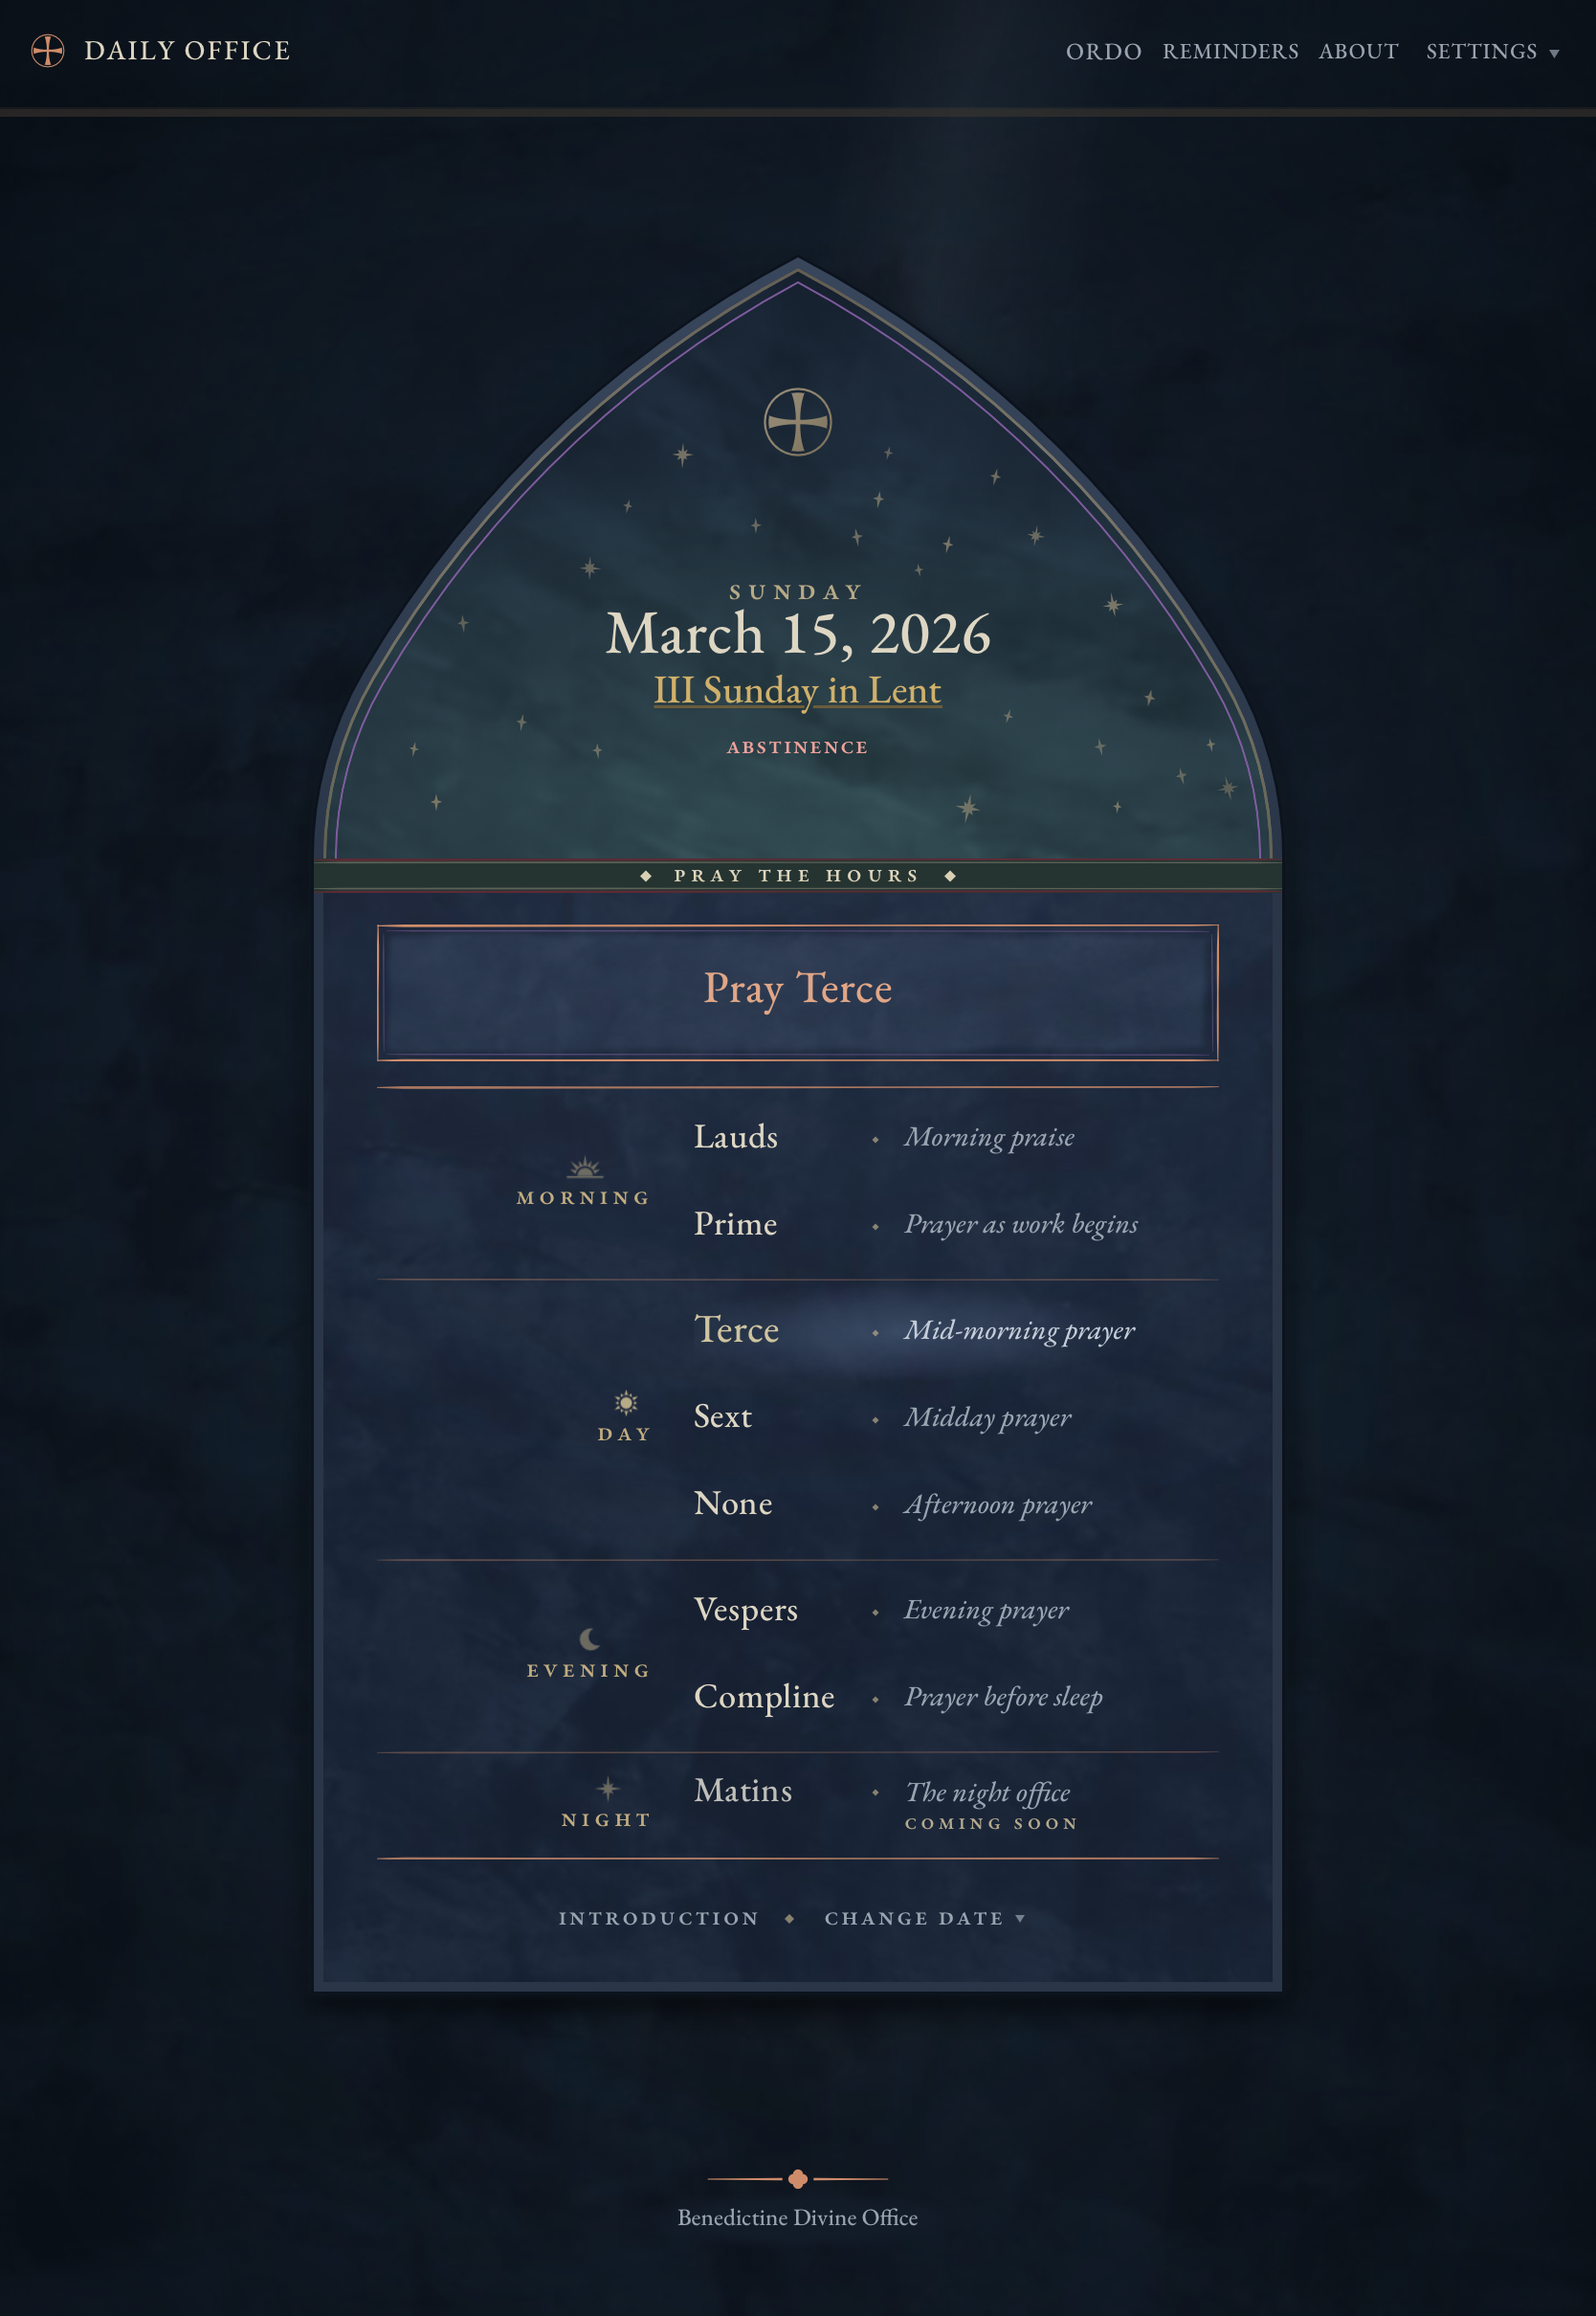 DAILY OFFICE
ORDO REMINDERS ABOUT SETTINGS ▼
SUNDAY
March 15, 2026
III Sunday in Lent
ABSTINENCE
◆ PRAY THE HOURS ◆
Pray Terce
MORNING
Lauds ◆ Morning praise
Prime ◆ Prayer as work begins
DAY
Terce ◆ Mid-morning prayer
Sext ◆ Midday prayer
None ◆ Afternoon prayer
EVENING
Vespers ◆ Evening prayer
Compline ◆ Prayer before sleep
NIGHT
Matins ◆ The night office
COMING SOON
INTRODUCTION ◆ CHANGE DATE ▼
Benedictine Divine Office